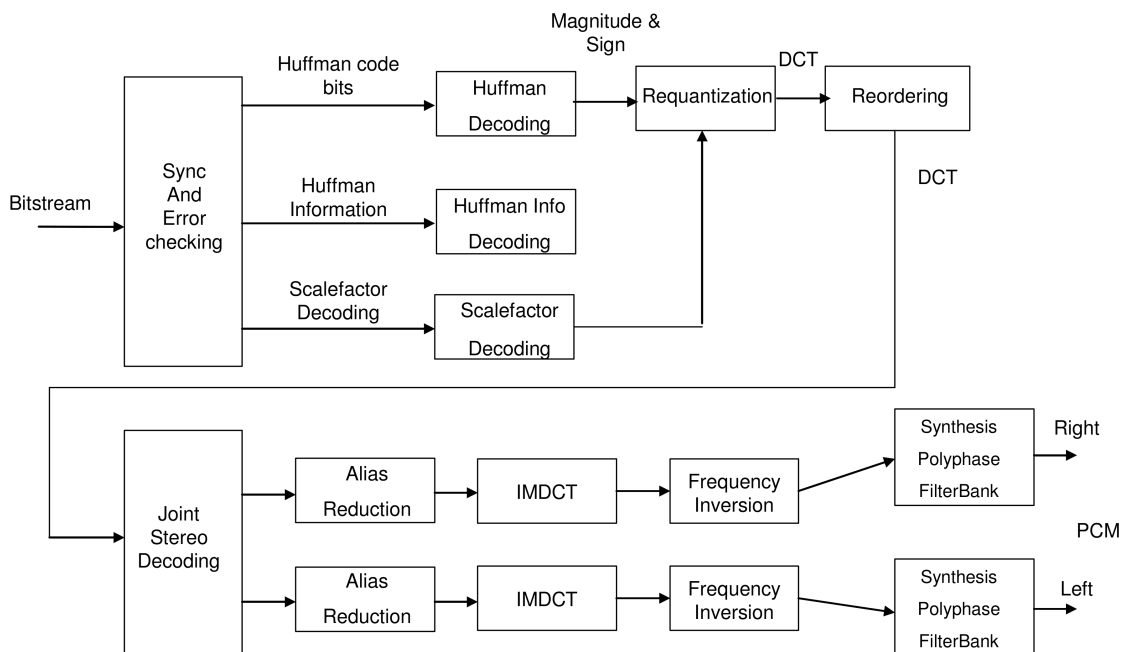 Magnitude &
Sign
Huffman code
bits
DCT
Huffman
Decoding
Requantization
Reordering
Sync
And
Error
checking
DCT
Bitstream
Huffman
Information
Huffman Info
Decoding
Scalefactor
Decoding
Scalefactor
Decoding
Joint
Stereo
Decoding
Alias
Reduction
IMDCT
Frequency
Inversion
Synthesis
Polyphase
FilterBank
Right
PCM
Alias
Reduction
IMDCT
Frequency
Inversion
Synthesis
Polyphase
FilterBank
Left